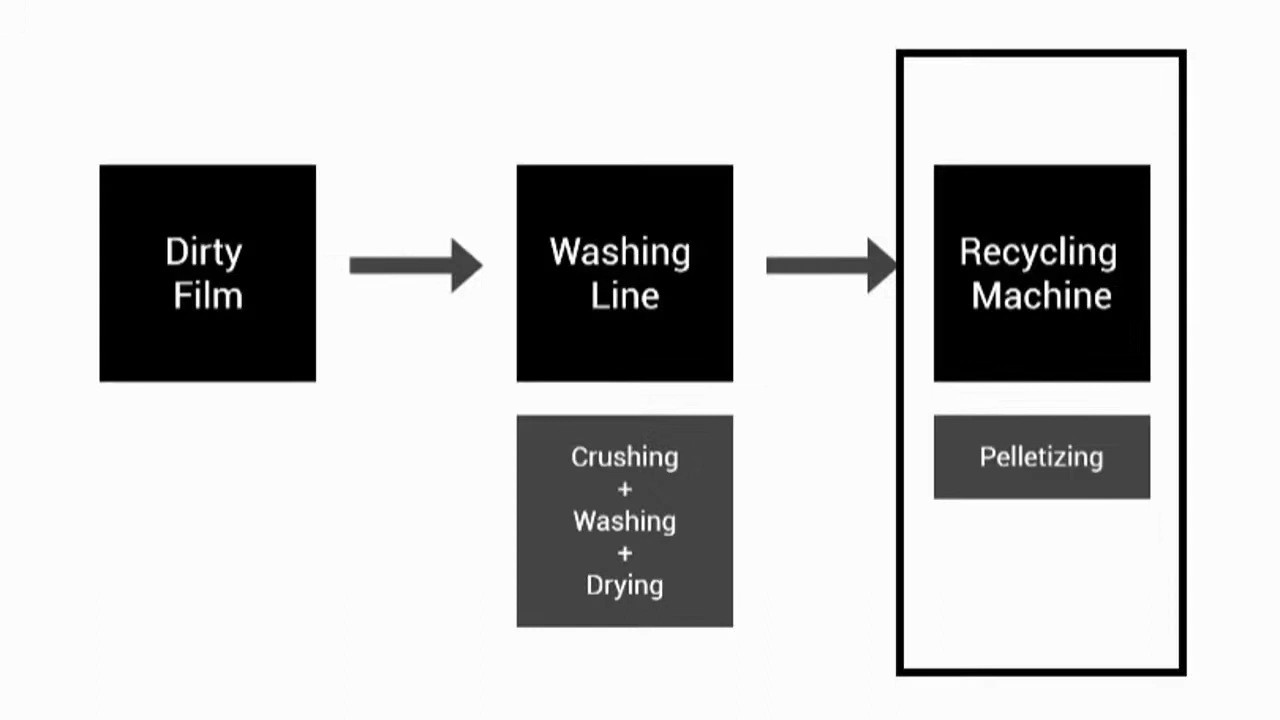 Dirty
Film
Washing
Line
Crushing
+
Washing
+
Drying
Recycling
Machine
Pelletizing